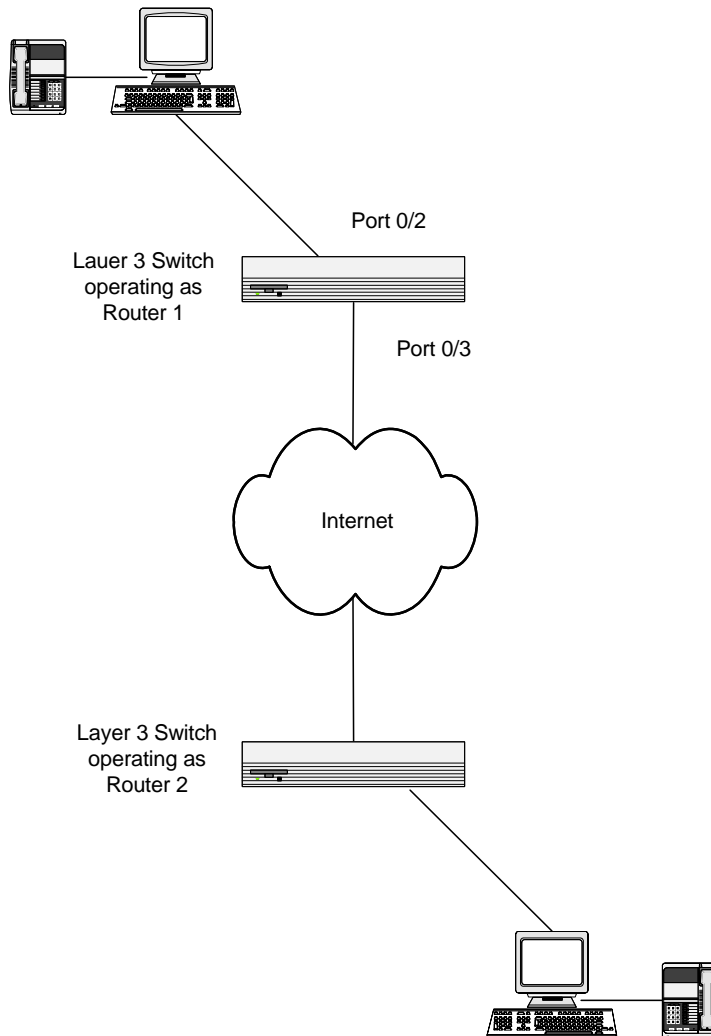 Port 0/2
Lauer 3 Switch
operating as
Router 1
Port 0/3
Internet
Layer 3 Switch
operating as
Router 2